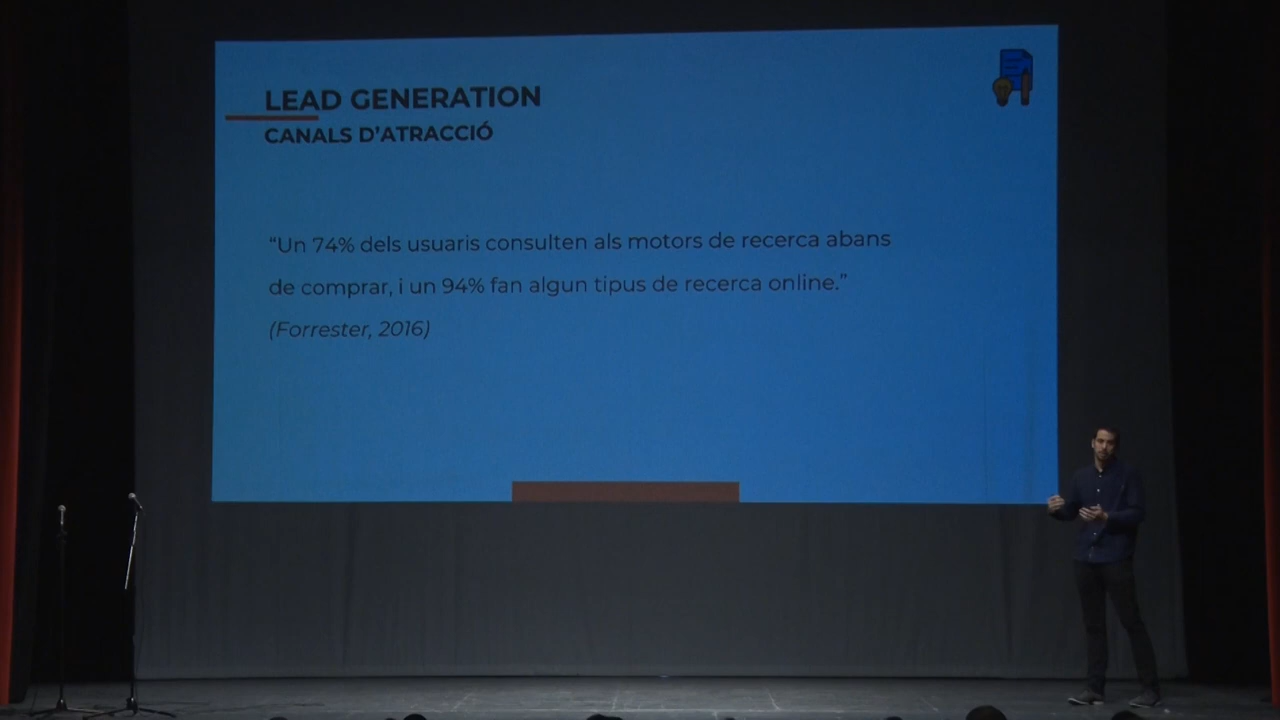 LEAD GENERATION
CANALS D'ATRACCIÓ
“Un 74% dels usuaris consulten als motors de recerca abans
de comprar, i un 94% fan algun tipus de recerca online.”
(Forrester, 2016)